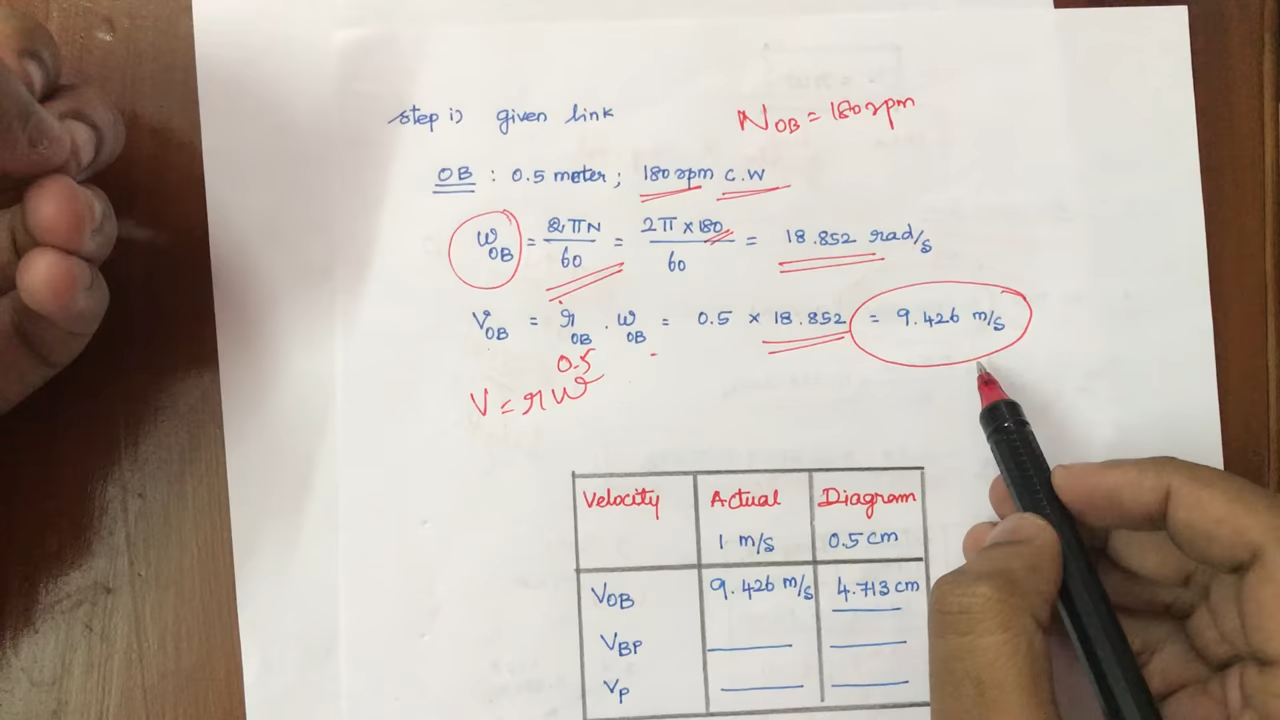 step i) given link
N_OB = 180 rpm
OB : 0.5 meter ; 180 rpm C.W
ω_OB = 2πN/60 = 2π × 180/60 = 18.852 rad/s
V_OB = r_OB . ω_OB = 0.5 × 18.852 = 9.426 m/s
0.5
V = rω
Velocity Actual Diagram
1 m/s 0.5 cm
V_OB 9.426 m/s 4.713 cm
V_BP
V_P